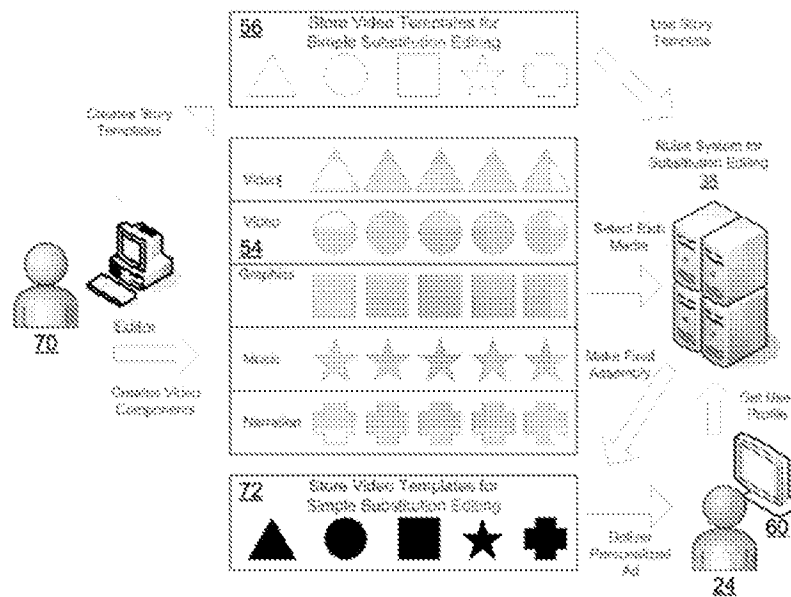 56
Store Video Templates for
Simple Substitution Editing
Use Story
Template
Creates Story
Templates
Rules System for
Substitution Editing
38
Video
Video
54
Select Each
Media
Graphics
70
Editor
Creates Video
Components
Music
Make Final
Assembly
Narration
Get User
Profile
72
Store Video Templates for
Simple Substitution Editing
60
Deliver
Personalized
Ad
24